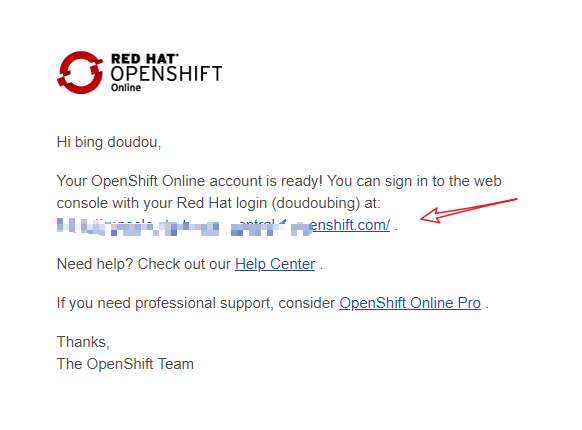 RED HAT®
OPENSHIFT
Online
Hi bing doudou,
Your OpenShift Online account is ready! You can sign in to the web
console with your Red Hat login (doudoubing) at:
enshift.com/ .
Need help? Check out our Help Center .
If you need professional support, consider OpenShift Online Pro .
Thanks,
The OpenShift Team